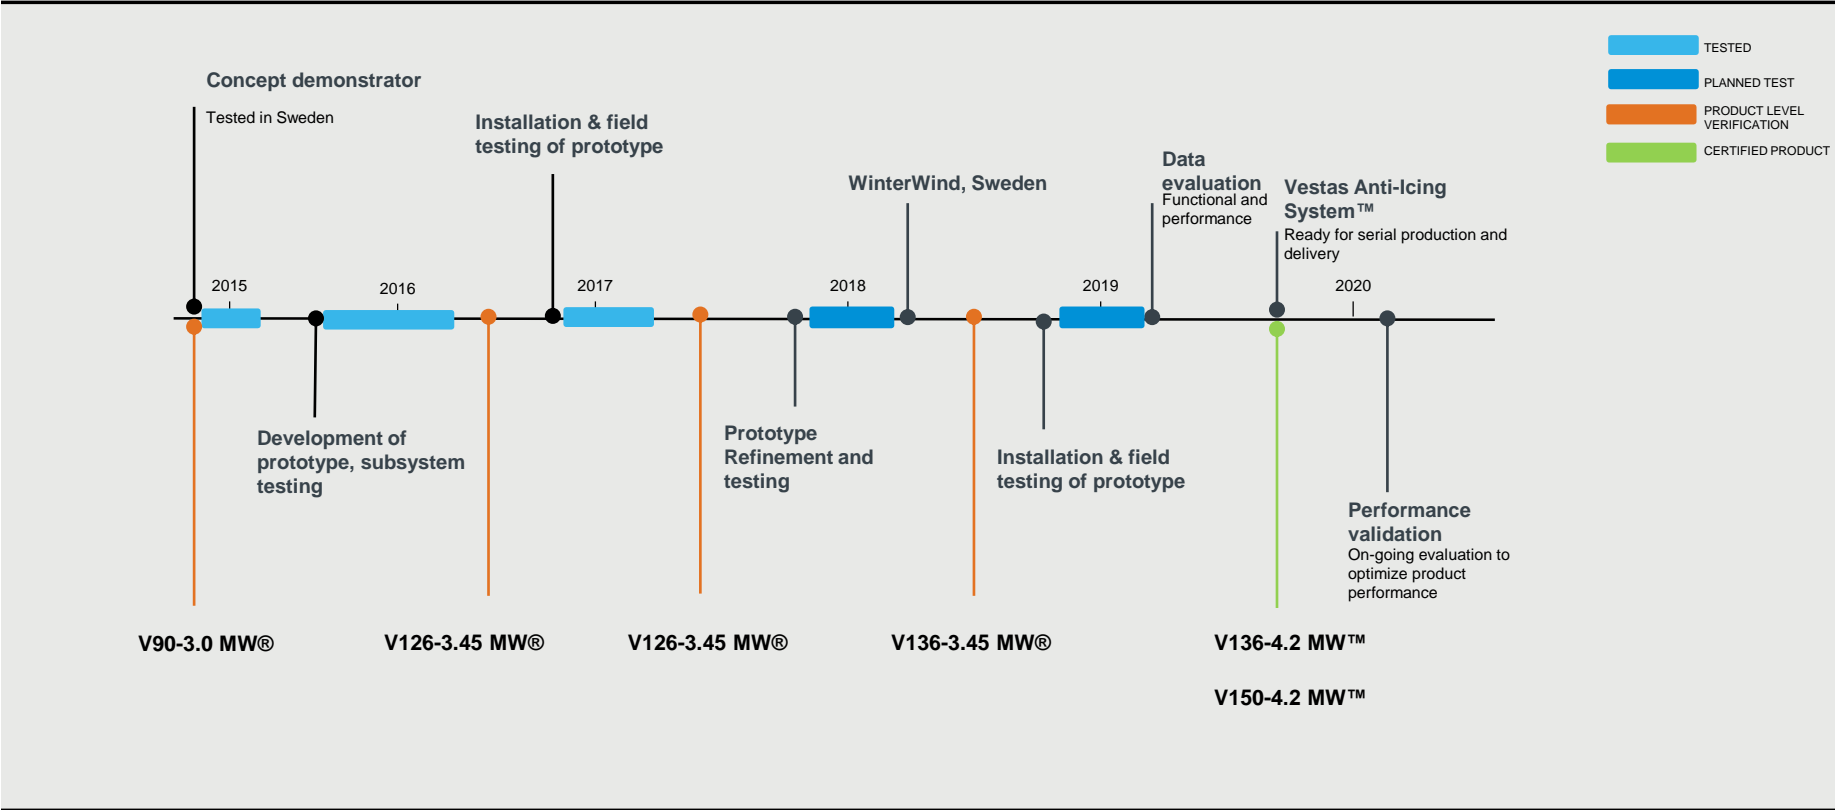 TESTED
PLANNED TEST
PRODUCT LEVEL
VERIFICATION
CERTIFIED PRODUCT
Concept demonstrator
Tested in Sweden
Installation & field
testing of prototype
WinterWind, Sweden
Data
evaluation
Functional and
performance
Vestas Anti-Icing
System™
Ready for serial production and
delivery
2015
2016
2017
2018
2019
2020
Development of
prototype, subsystem
testing
Prototype
Refinement and
testing
Installation & field
testing of prototype
Performance
validation
On-going evaluation to
optimize product
performance
V90-3.0 MW®
V126-3.45 MW®
V126-3.45 MW®
V136-3.45 MW®
V136-4.2 MW™
V150-4.2 MW™